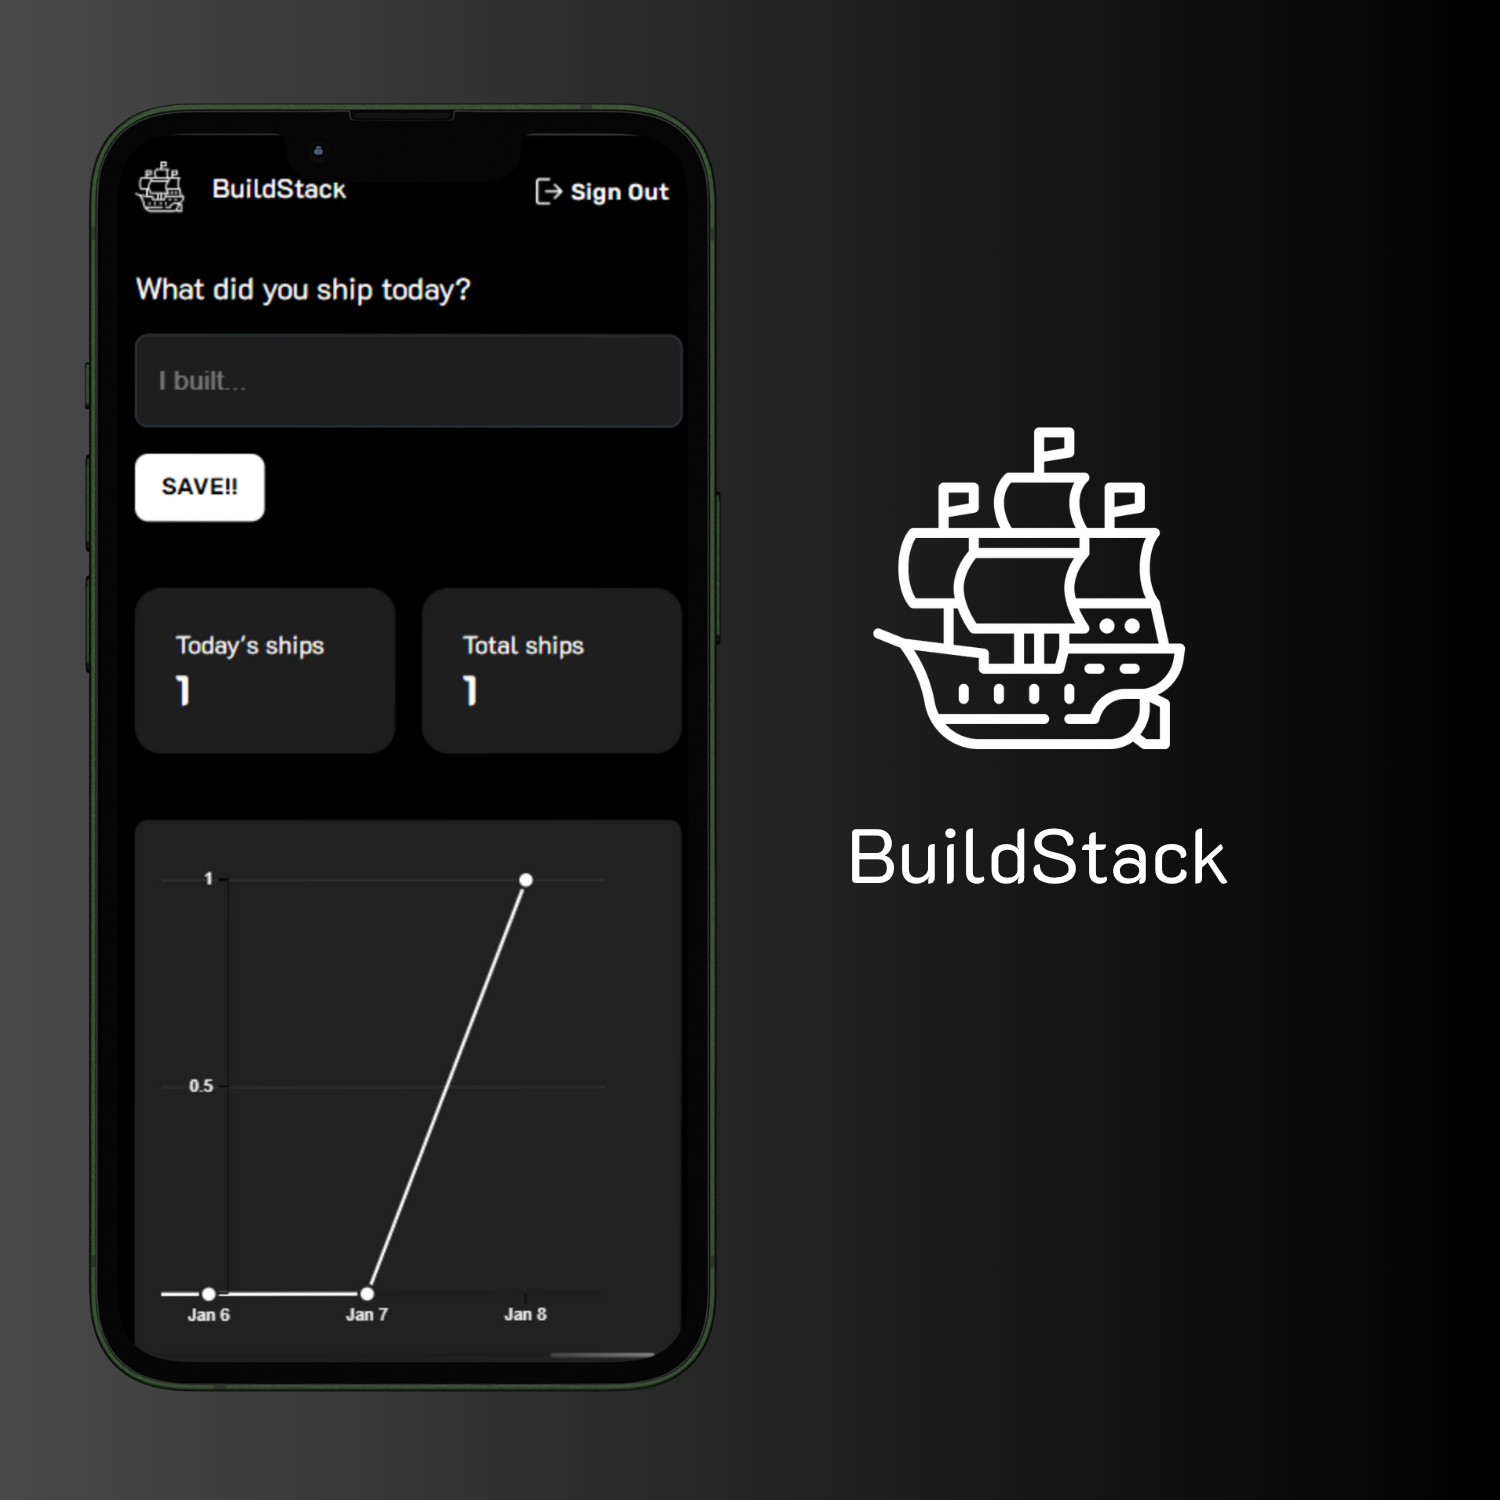 BuildStack
Sign Out
What did you ship today?
I built...
SAVE!!
Today's ships
1
Total ships
1
1
0.5
Jan 6
Jan 7
Jan 8
BuildStack